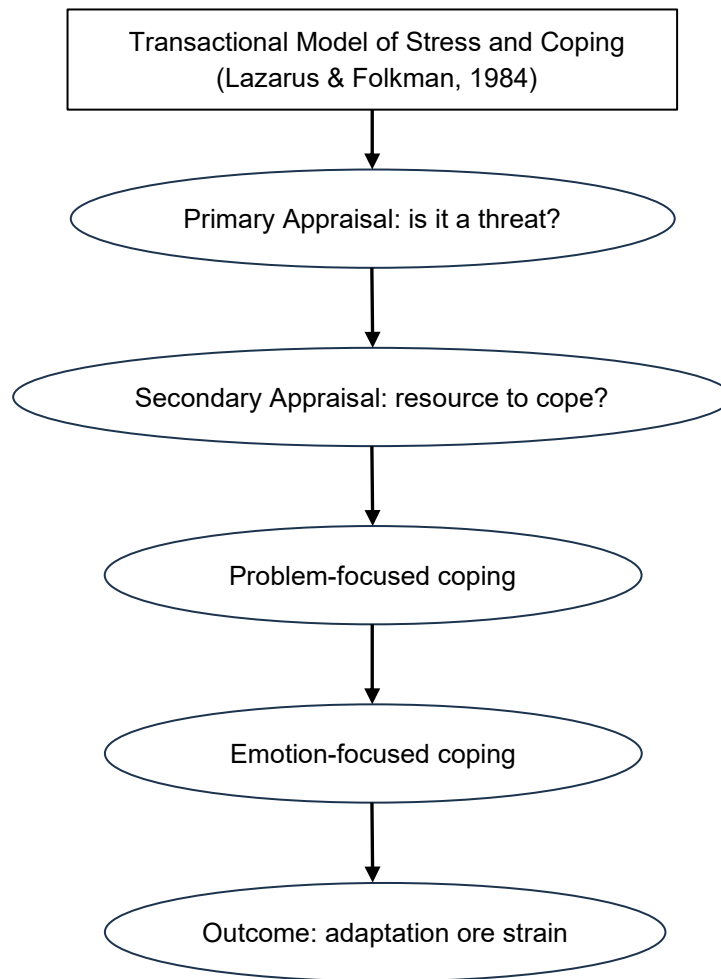 Transactional Model of Stress and Coping
(Lazarus & Folkman, 1984)
Primary Appraisal: is it a threat?
Secondary Appraisal: resource to cope?
Problem-focused coping
Emotion-focused coping
Outcome: adaptation ore strain